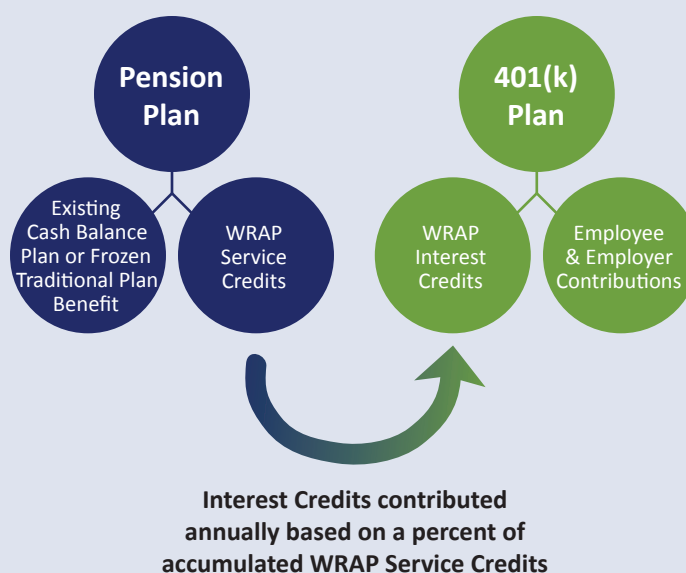 Pension
Plan
401(k)
Plan
Existing
Cash Balance
Plan or Frozen
Traditional Plan
Benefit
WRAP
Service
Credits
WRAP
Interest
Credits
Employee
& Employer
Contributions
Interest Credits contributed
annually based on a percent of
accumulated WRAP Service Credits